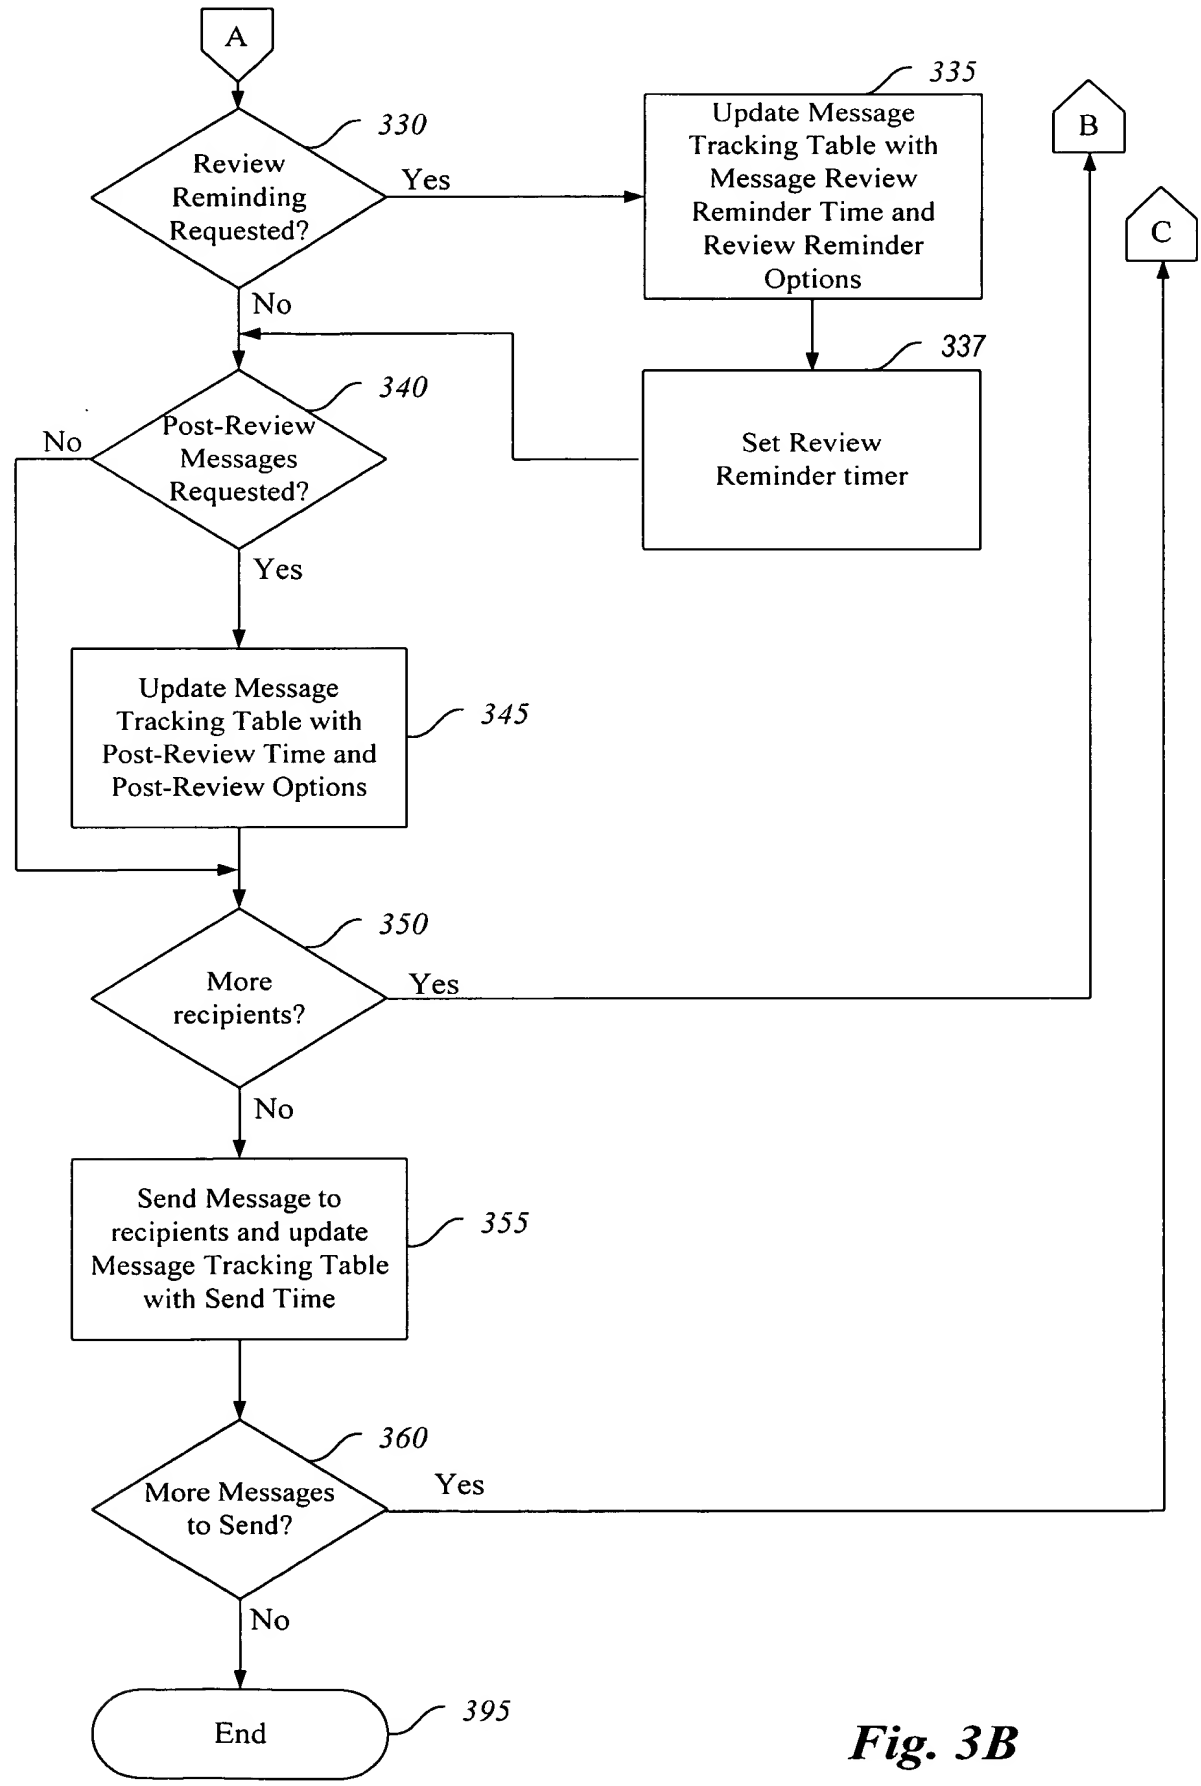 A
330
Review
Reminding
Requested?
Yes
No
335
Update Message
Tracking Table with
Message Review
Reminder Time and
Review Reminder
Options
B
C
337
Set Review
Reminder timer
340
Post-Review
Messages
Requested?
No
Yes
Update Message
Tracking Table with
Post-Review Time and
Post-Review Options
345
350
More
recipients?
Yes
No
Send Message to
recipients and update
Message Tracking Table
with Send Time
355
360
More Messages
to Send?
Yes
No
End
395
Fig. 3B